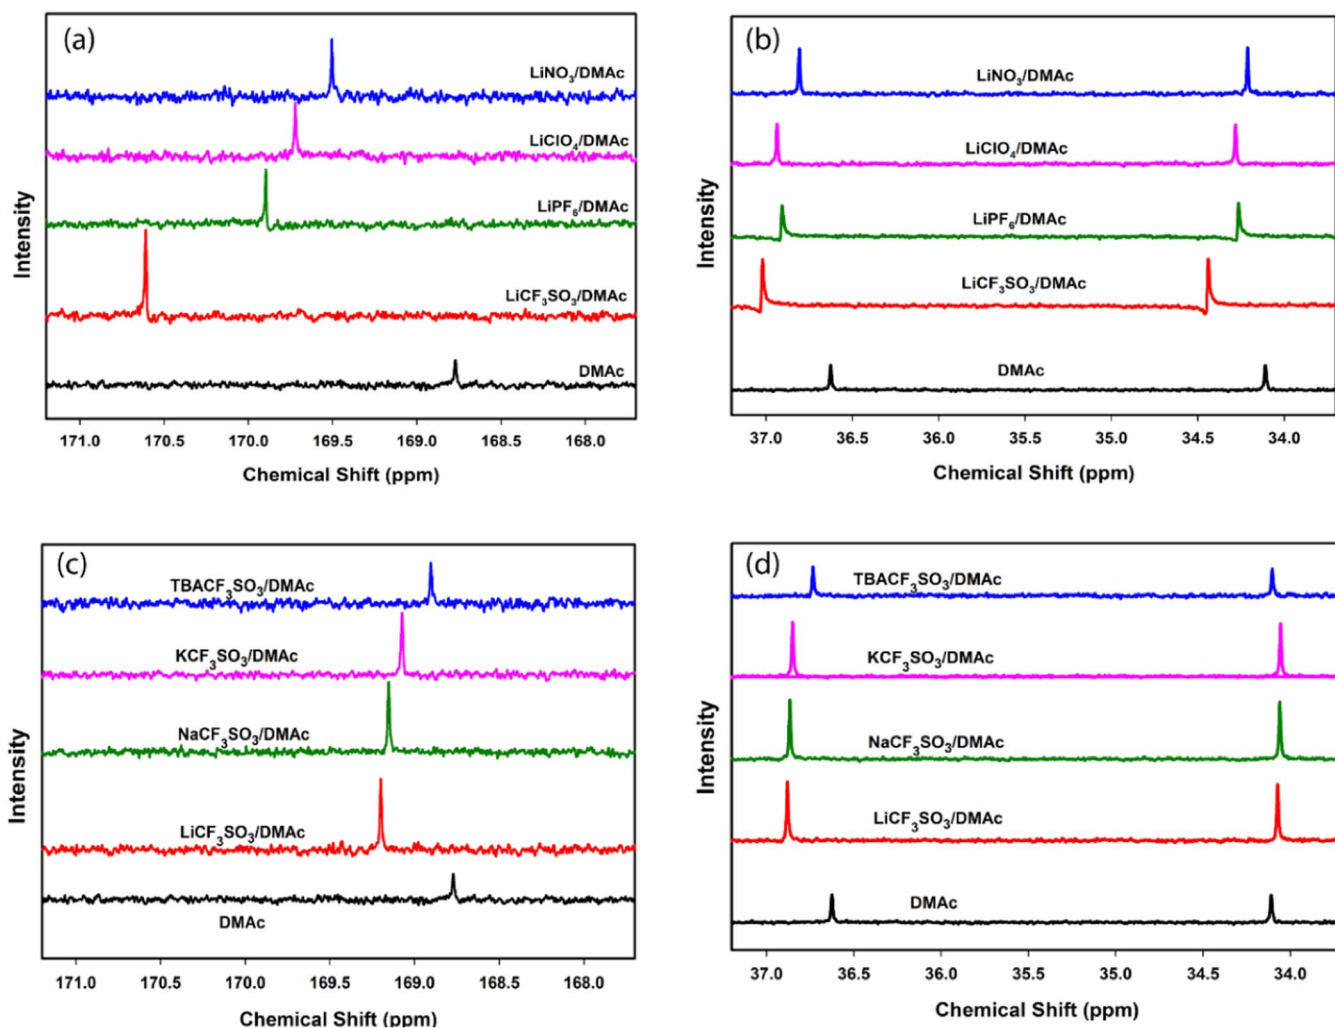 (a)
LiNO₃/DMAc
LiClO₄/DMAc
LiPF₆/DMAc
LiCF₃SO₃/DMAc
DMAc
Intensity
171.0 170.5 170.0 169.5 169.0 168.5 168.0
Chemical Shift (ppm)
(b)
LiNO₃/DMAc
LiClO₄/DMAc
LiPF₆/DMAc
LiCF₃SO₃/DMAc
DMAc
Intensity
37.0 36.5 36.0 35.5 35.0 34.5 34.0
Chemical Shift (ppm)
(c)
TBACF₃SO₃/DMAc
KCF₃SO₃/DMAc
NaCF₃SO₃/DMAc
LiCF₃SO₃/DMAc
DMAc
Intensity
171.0 170.5 170.0 169.5 169.0 168.5 168.0
Chemical Shift (ppm)
(d)
TBACF₃SO₃/DMAc
KCF₃SO₃/DMAc
NaCF₃SO₃/DMAc
LiCF₃SO₃/DMAc
DMAc
Intensity
37.0 36.5 36.0 35.5 35.0 34.5 34.0
Chemical Shift (ppm)